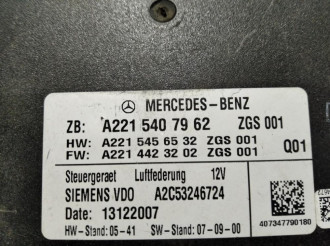 MERCEDES-BENZ
ZB: A221 540 79 62 ZGS 001
HW: A221 545 65 32 ZGS 001
FW: A221 442 32 02 ZGS 001 Q01
Steuergeraet Luftfederung 12V
SIEMENS VDO A2C53246724
Date: 13122007
HW-Stand: 05-41 SW-Stand: 07-09-00
407347790180